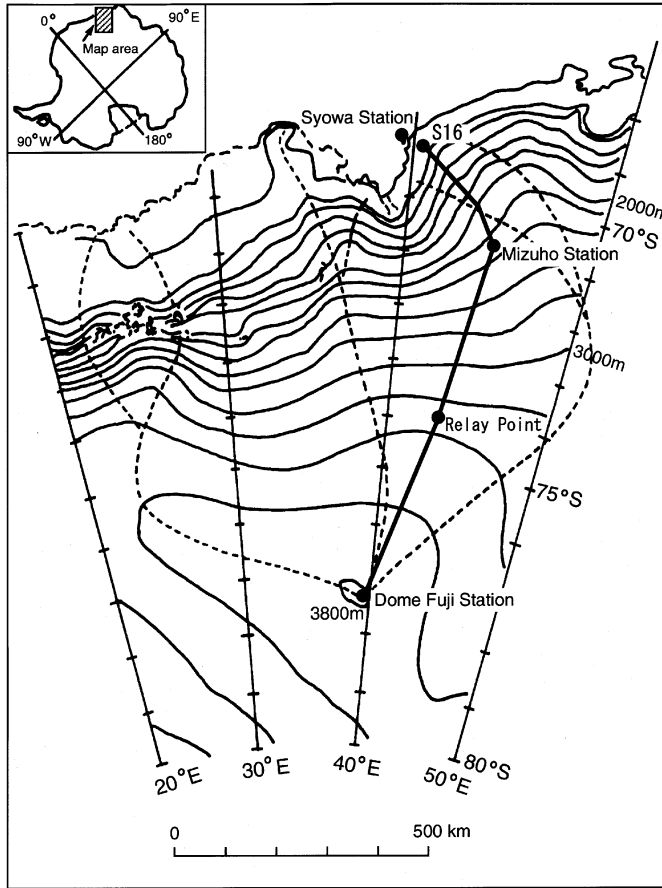 0°
90°E
Map area
90°W
180°
Syowa Station
S16
2000m
70°S
Mizuho Station
3000m
Relay Point
75°S
Dome Fuji Station
3800m
80°S
50°E
40°E
30°E
20°E
0
500 km